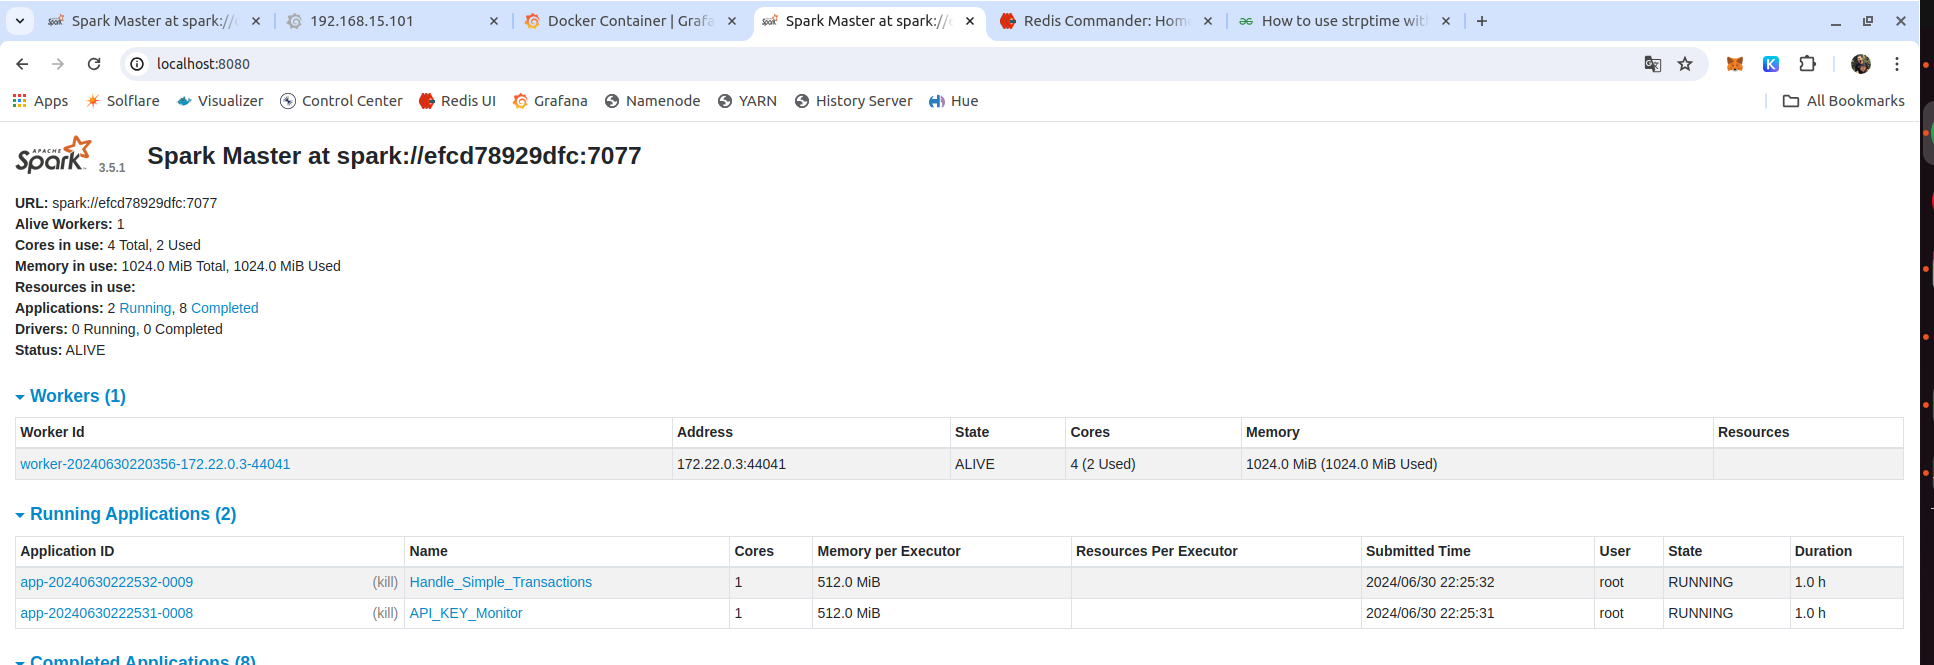 Spark Master at spark://
192.168.15.101
Docker Container | Grafa
Spark Master at spark://
Redis Commander: Home
How to use strptime wit
localhost:8080
Apps
Solflare
Visualizer
Control Center
Redis UI
Grafana
Namenode
YARN
History Server
Hue
All Bookmarks
APACHE
Spark
3.5.1
Spark Master at spark://efcd78929dfc:7077
URL: spark://efcd78929dfc:7077
Alive Workers: 1
Cores in use: 4 Total, 2 Used
Memory in use: 1024.0 MiB Total, 1024.0 MiB Used
Resources in use:
Applications: 2 Running, 8 Completed
Drivers: 0 Running, 0 Completed
Status: ALIVE
Workers (1)
Worker Id Address State Cores Memory Resources
worker-20240630220356-172.22.0.3-44041 172.22.0.3:44041 ALIVE 4 (2 Used) 1024.0 MiB (1024.0 MiB Used)
Running Applications (2)
Application ID Name Cores Memory per Executor Resources Per Executor Submitted Time User State Duration
app-20240630222532-0009 (kill) Handle_Simple_Transactions 1 512.0 MiB 2024/06/30 22:25:32 root RUNNING 1.0 h
app-20240630222531-0008 (kill) API_KEY_Monitor 1 512.0 MiB 2024/06/30 22:25:31 root RUNNING 1.0 h
Completed Applications (8)